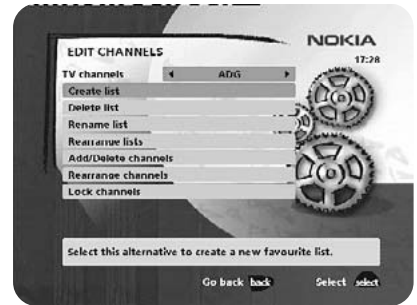 NOKIA
EDIT CHANNELS
17:28
TV channels ADG
Create list
Delete list
Rename list
Rearrange lists
Add/Delete channels
Rearrange channels
Lock channels
Select this alternative to create a new favourite list.
Go back back Select select